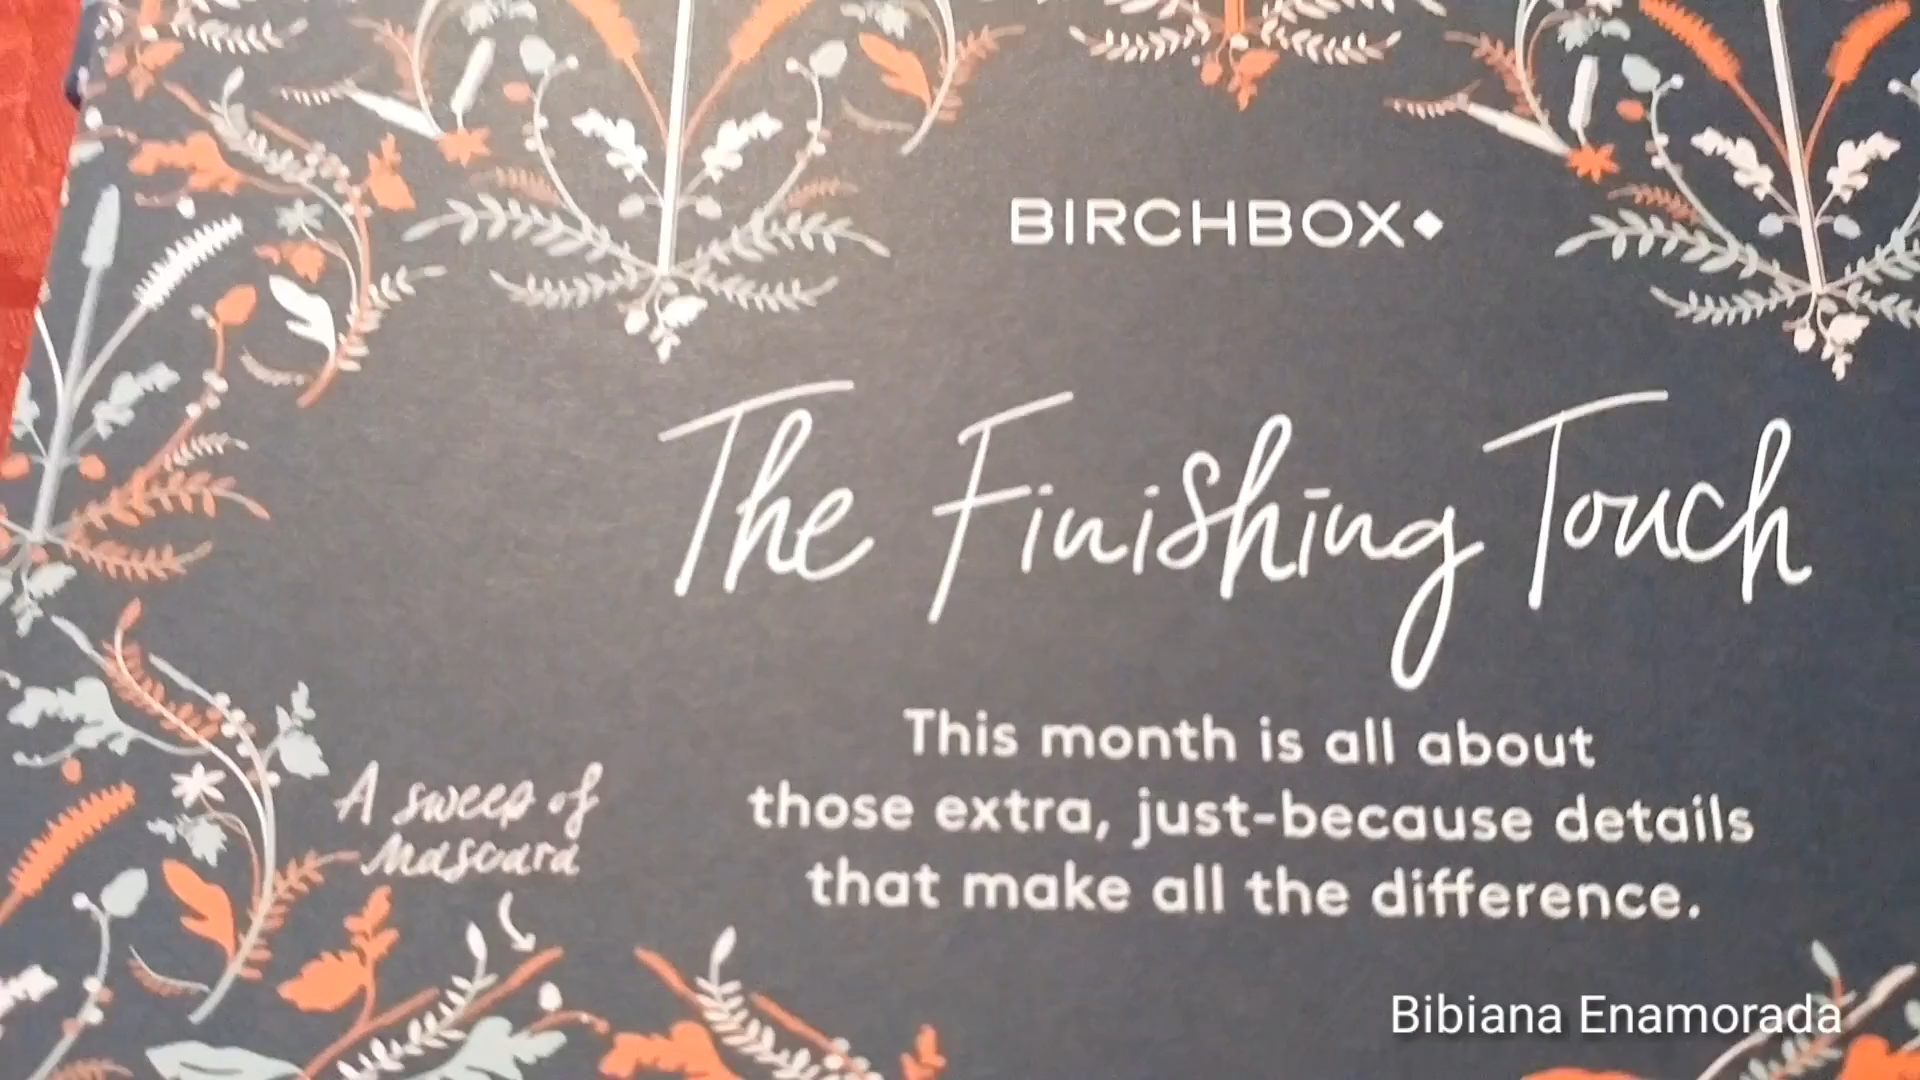 BIRCHBOX
The Finishing Touch
This month is all about
those extra, just-because details
that make all the difference.
A sweep of
Mascara
Bibiana Enamorada